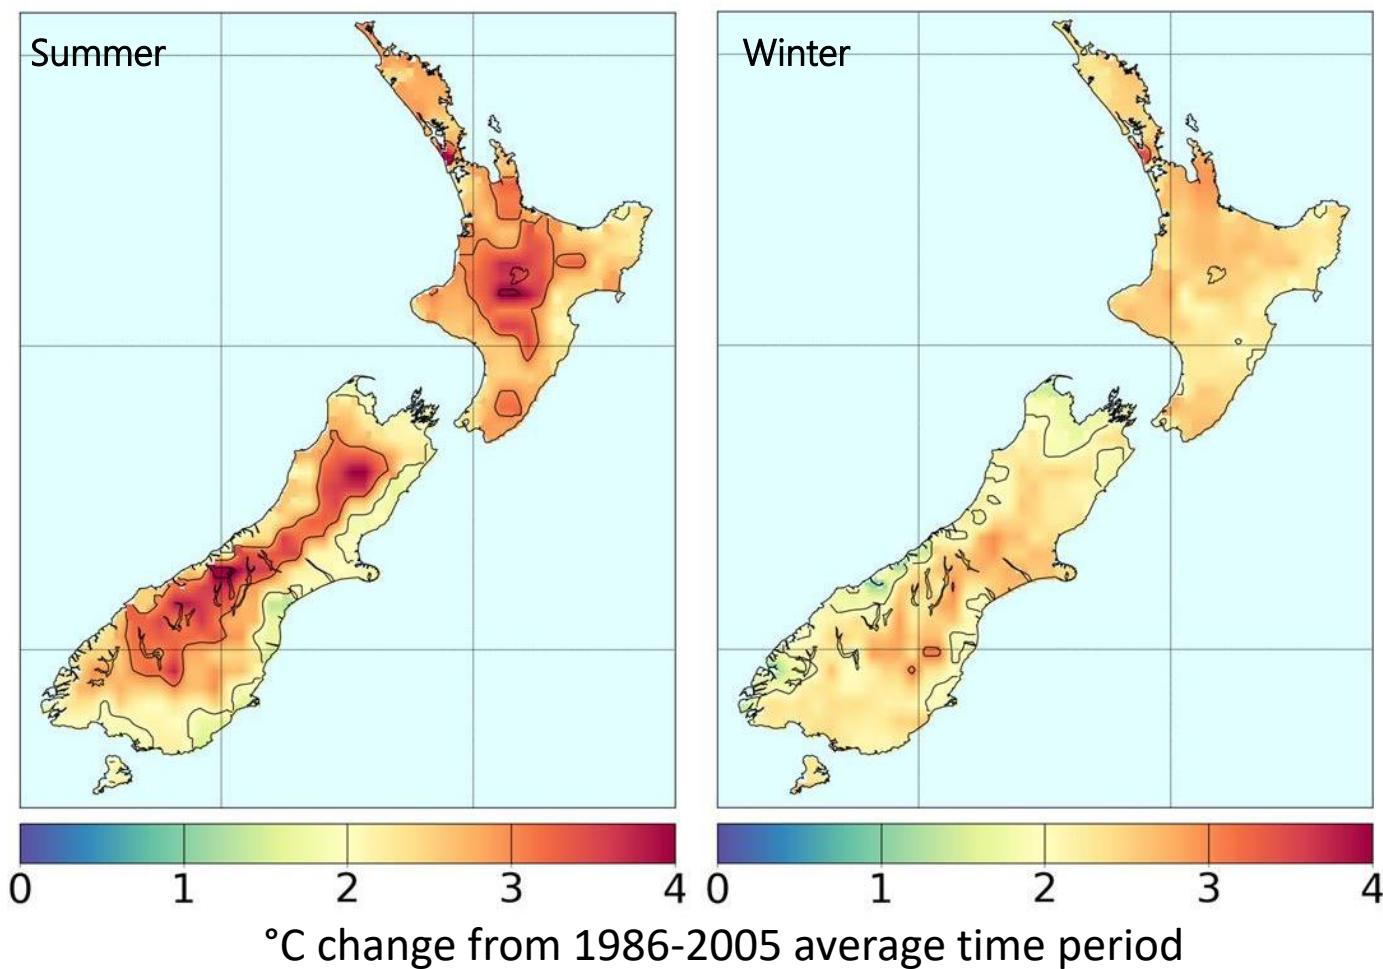 Summer
Winter
0 1 2 3 4
0 1 2 3 4
°C change from 1986-2005 average time period